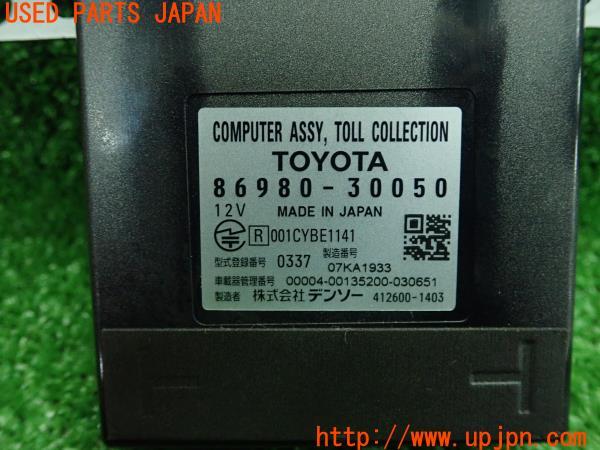 USED PARTS JAPAN
COMPUTER ASSY, TOLL COLLECTION
TOYOTA
86980-30050
12V MADE IN JAPAN
R 001CYBE1141
型式登録番号 0337 製造番号 07KA1933
車載器管理番号 00004-00135200-030651
製造者 株式会社デンソー 412600-1403
http://www.upjpn.com/